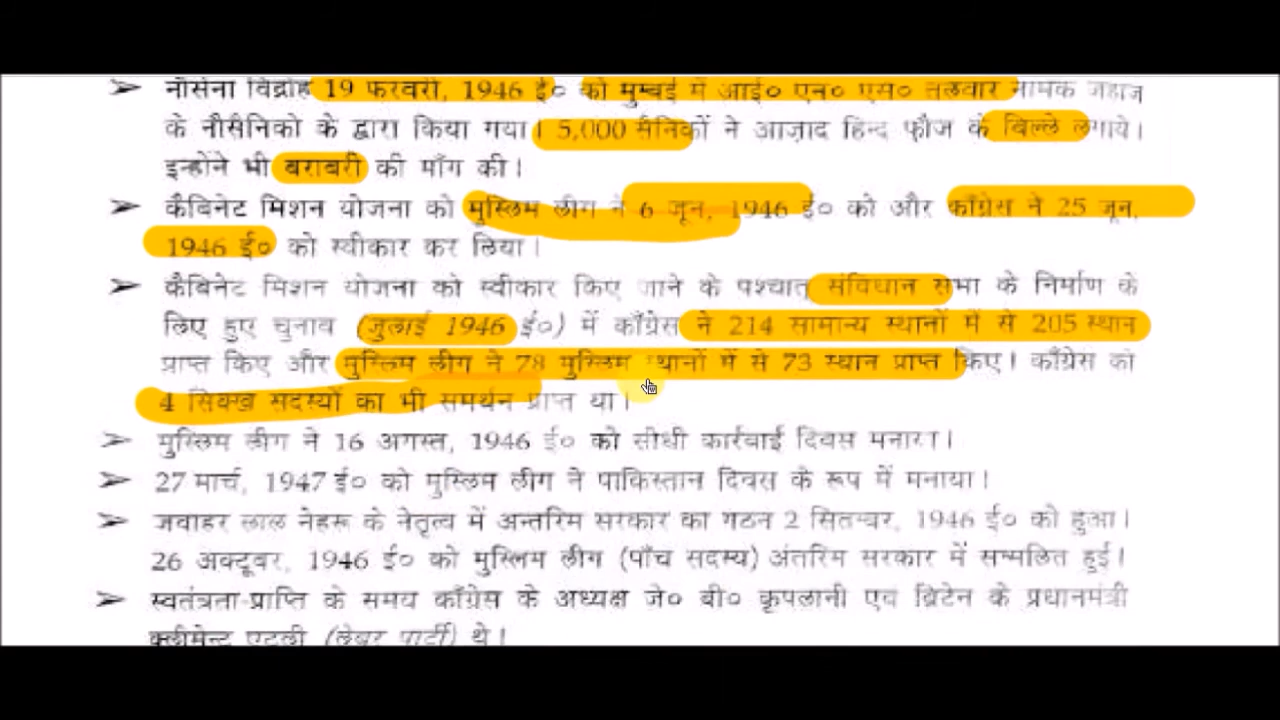 ➢ नौसेना विद्रोह 19 फरवरी, 1946 ई० को मुम्बई में आई० एन० एस० तलवार नामक जहाज
के नौसैनिको के द्वारा किया गया। 5,000 सैनिकों ने आज़ाद हिन्द फ़ौज के बिल्ले लगाये।
इन्होंने भी बराबरी की माँग की।
➢ कैबिनेट मिशन योजना को मुस्लिम लीग ने 6 जून, 1946 ई० को और काँग्रेस ने 25 जून,
1946 ई० को स्वीकार कर लिया।
➢ कैबिनेट मिशन योजना को स्वीकार किए जाने के पश्चात् संविधान सभा के निर्माण के
लिए हुए चुनाव (जुलाई 1946 ई०) में काँग्रेस ने 214 सामान्य स्थानों में से 205 स्थान
प्राप्त किए और मुस्लिम लीग ने 78 मुस्लिम स्थानों में से 73 स्थान प्राप्त किए। काँग्रेस को
4 सिक्ख सदस्यों का भी समर्थन प्राप्त था।
➢ मुस्लिम लीग ने 16 अगस्त, 1946 ई० को सीधी कार्रवाई दिवस मनाया।
➢ 27 मार्च, 1947 ई० को मुस्लिम लीग ने पाकिस्तान दिवस के रूप में मनाया।
➢ जवाहर लाल नेहरू के नेतृत्व में अन्तरिम सरकार का गठन 2 सितम्बर, 1946 ई० को हुआ।
26 अक्टूबर, 1946 ई० को मुस्लिम लीग (पाँच सदस्य) अंतरिम सरकार में सम्मलित हुई।
➢ स्वतंत्रता-प्राप्ति के समय काँग्रेस के अध्यक्ष जे० बी० कृपलानी एवं ब्रिटेन के प्रधानमंत्री
क्लीमेन्ट एटली (लेबर पार्टी) थे।